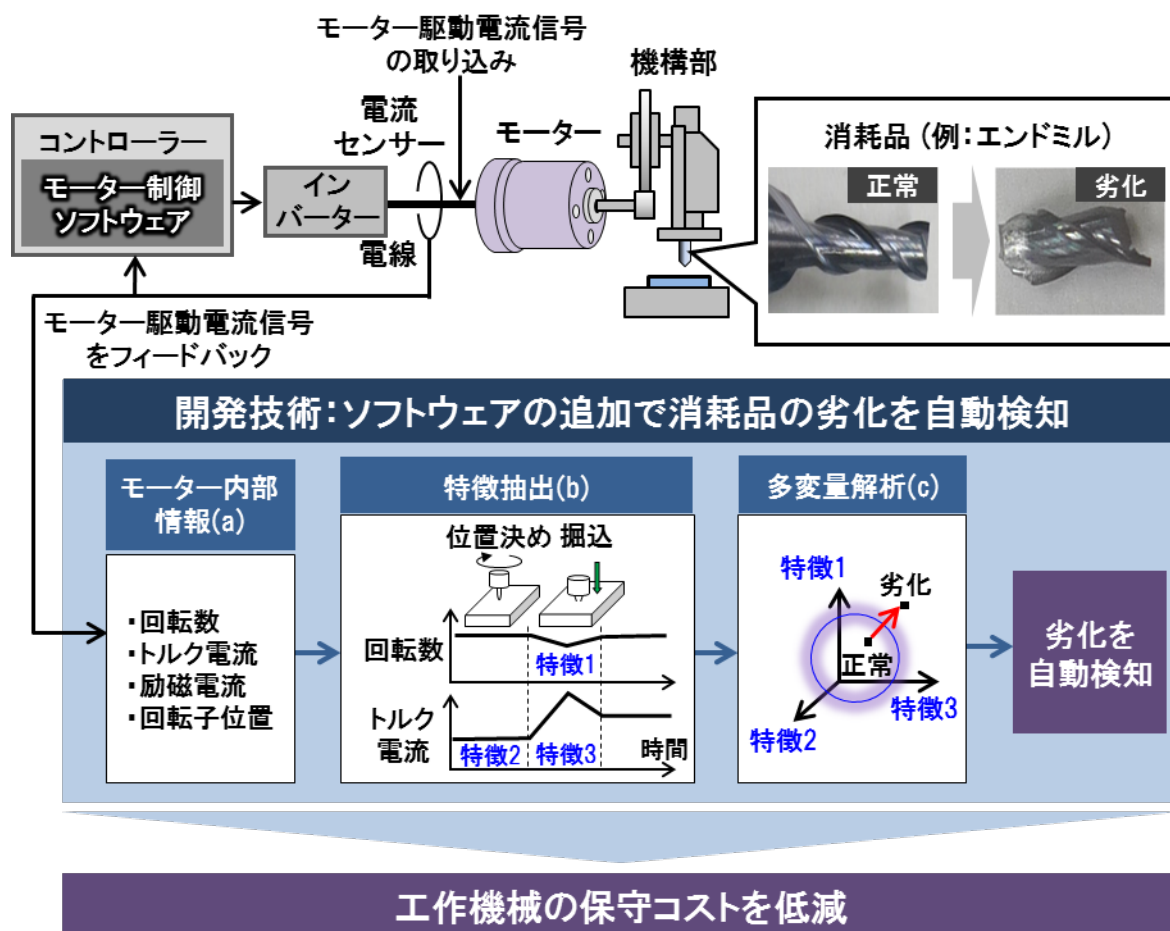 モーター駆動電流信号
の取り込み
機構部
電流
センサー
モーター
コントローラー
モーター制御
ソフトウェア
イン
バーター
電線
消耗品（例：エンドミル）
正常
劣化
モーター駆動電流信号
をフィードバック
開発技術：ソフトウェアの追加で消耗品の劣化を自動検知
モーター内部
情報(a)
・回転数
・トルク電流
・励磁電流
・回転子位置
特徴抽出(b)
位置決め 掘込
回転数
特徴1
トルク
電流
特徴2
特徴3
時間
多変量解析(c)
特徴1
劣化
正常
特徴3
特徴2
劣化を
自動検知
工作機械の保守コストを低減